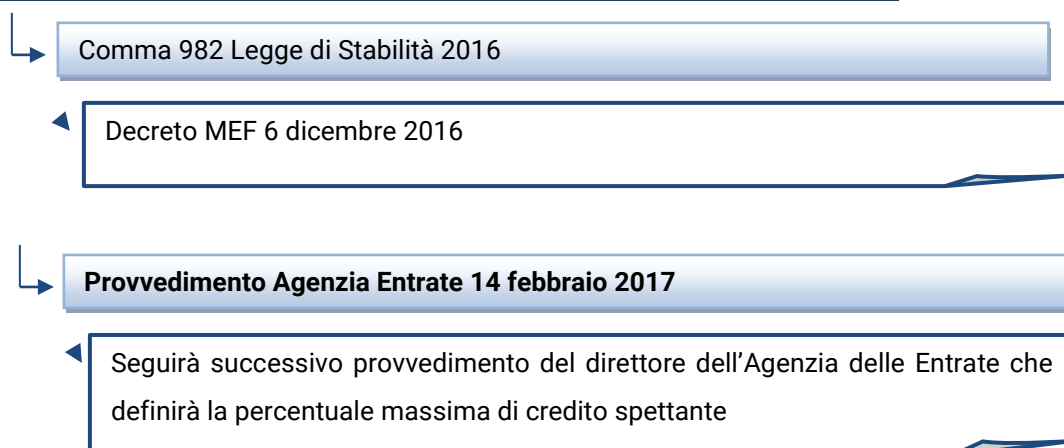 Comma 982 Legge di Stabilità 2016
Decreto MEF 6 dicembre 2016
Provvedimento Agenzia Entrate 14 febbraio 2017
Seguirà successivo provvedimento del direttore dell’Agenzia delle Entrate che
definirà la percentuale massima di credito spettante